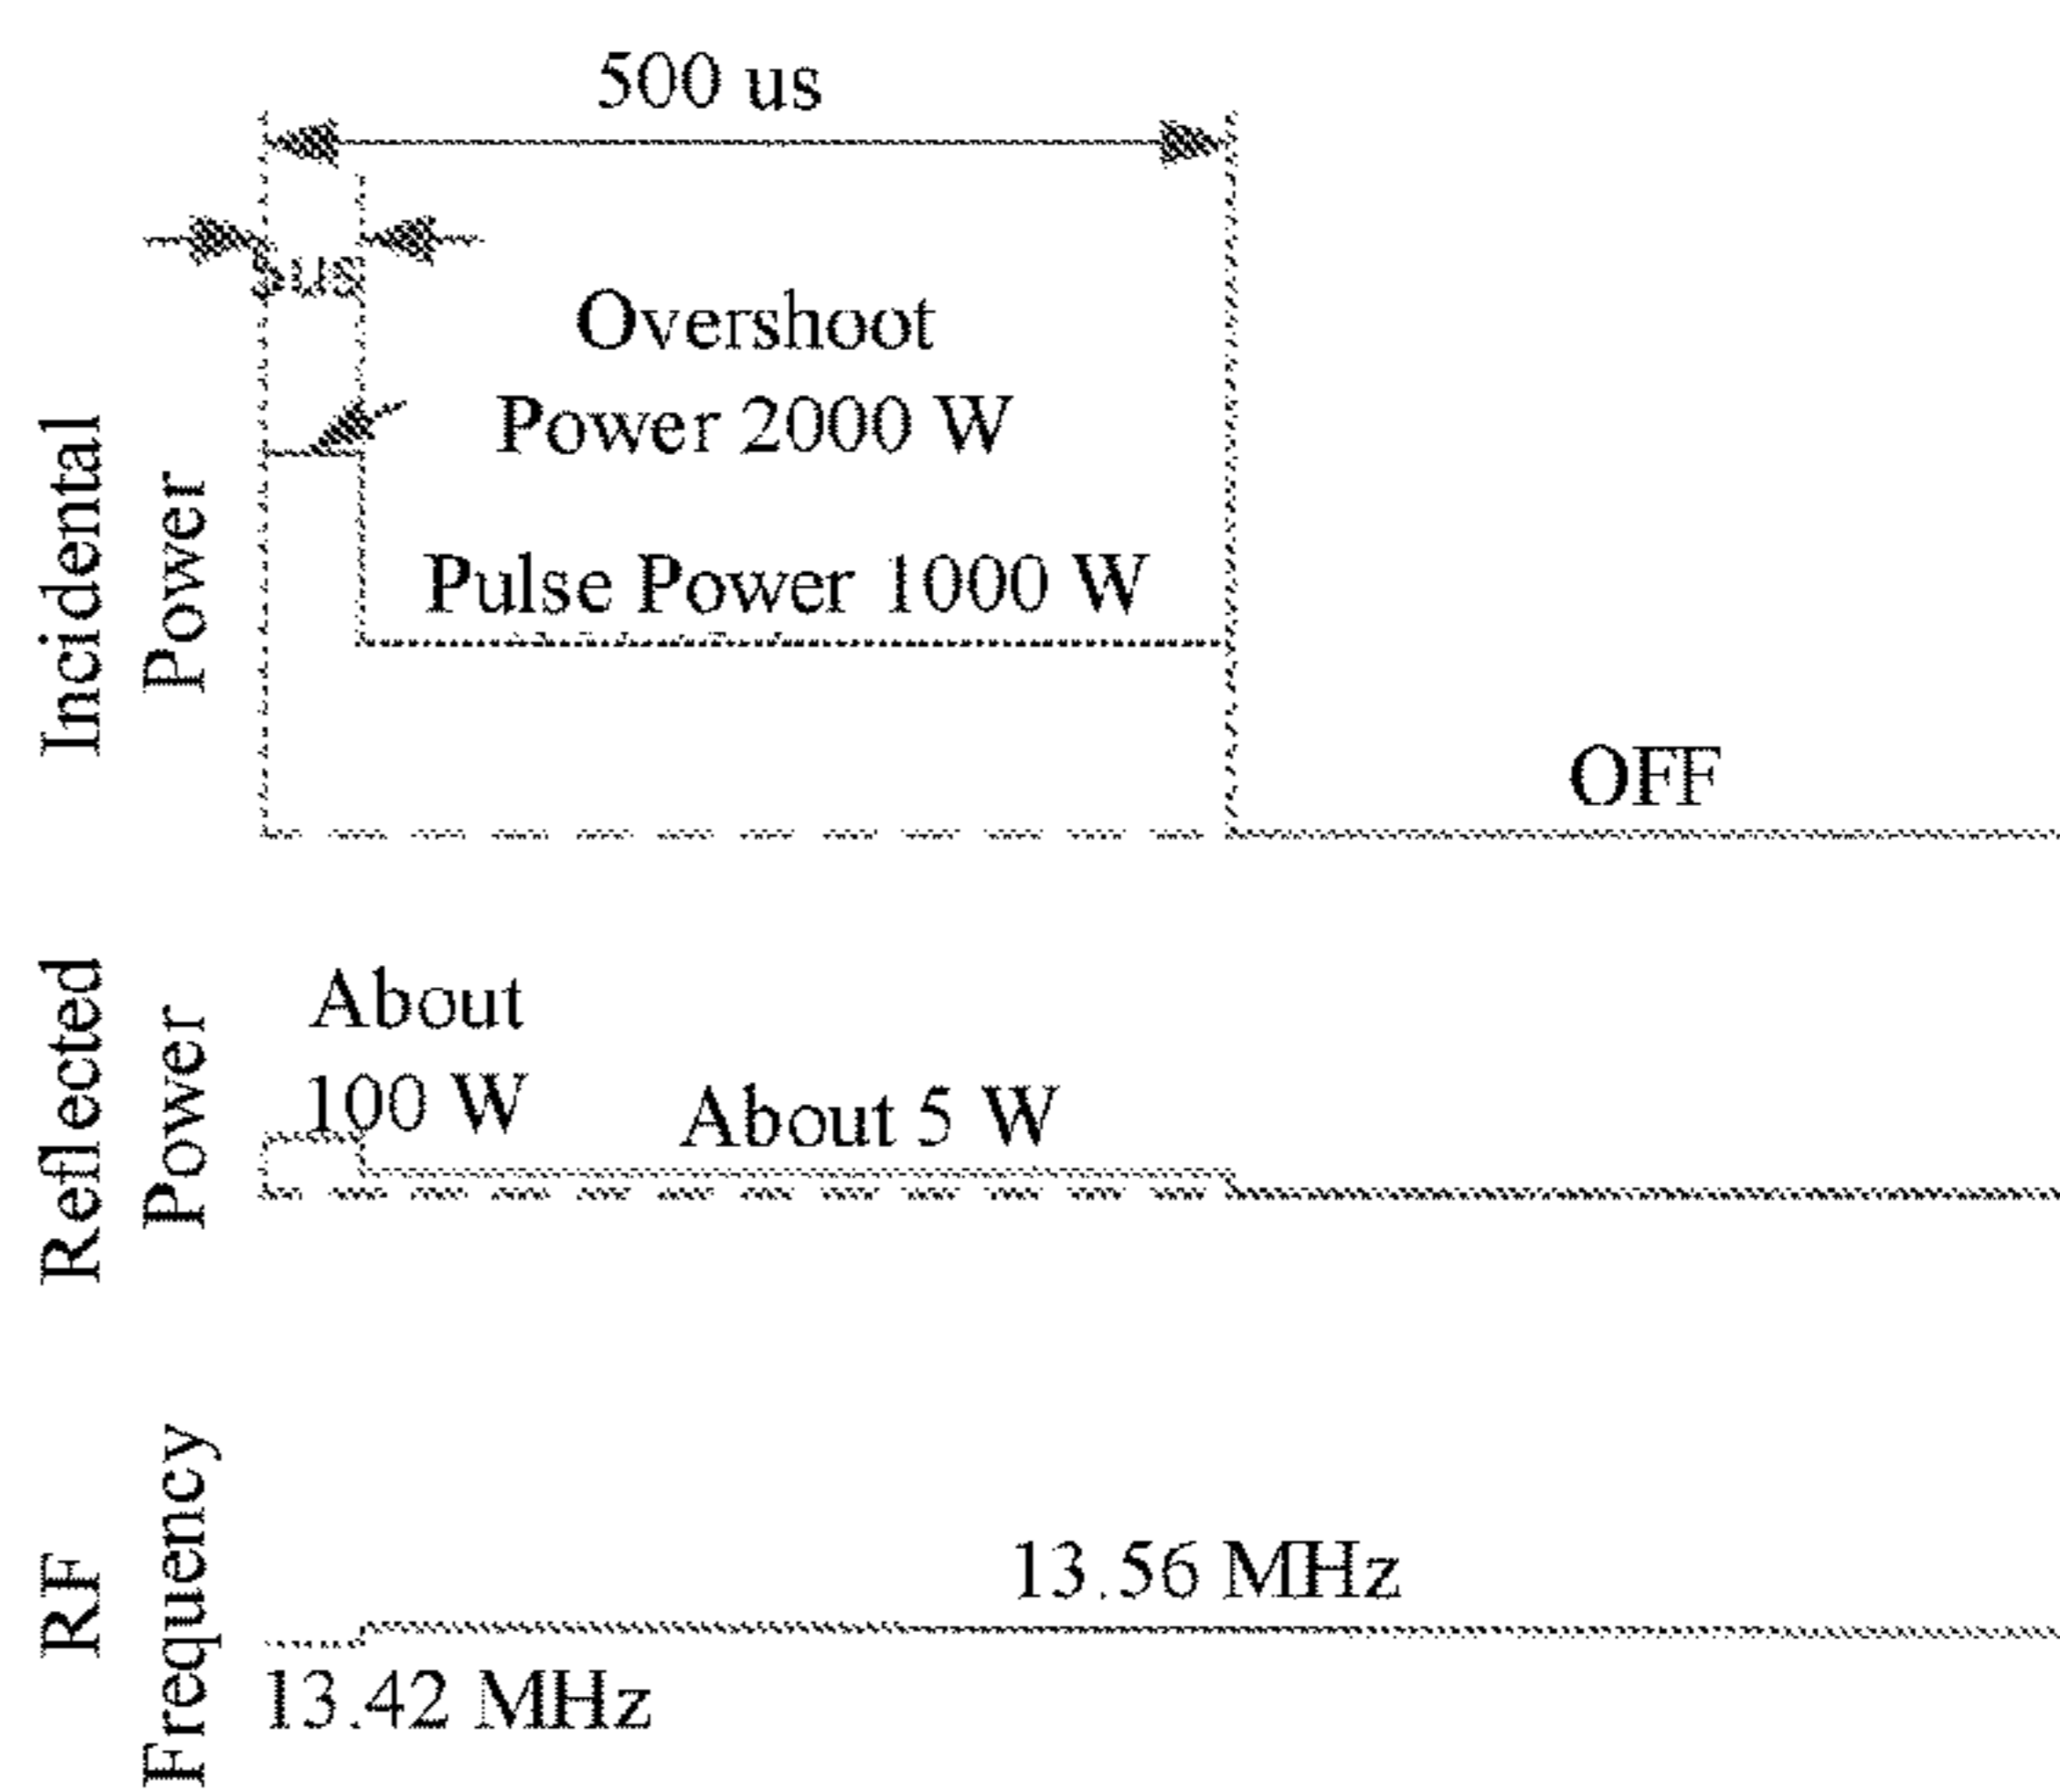 500 us
us
Overshoot
Power 2000 W
Pulse Power 1000 W
Incidental
Power
OFF
About
100 W
About 5 W
Reflected
Power
13.56 MHz
13.42 MHz
RF
Frequency